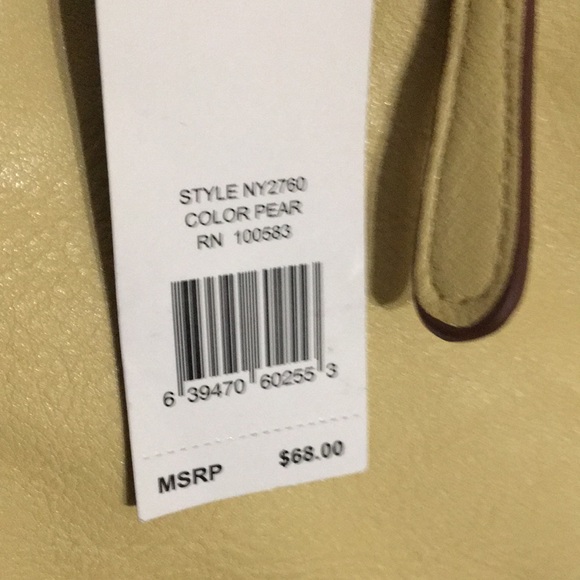 STYLE NY2760
COLOR PEAR
RN 100583
6 39470 60255 3
MSRP $68.00